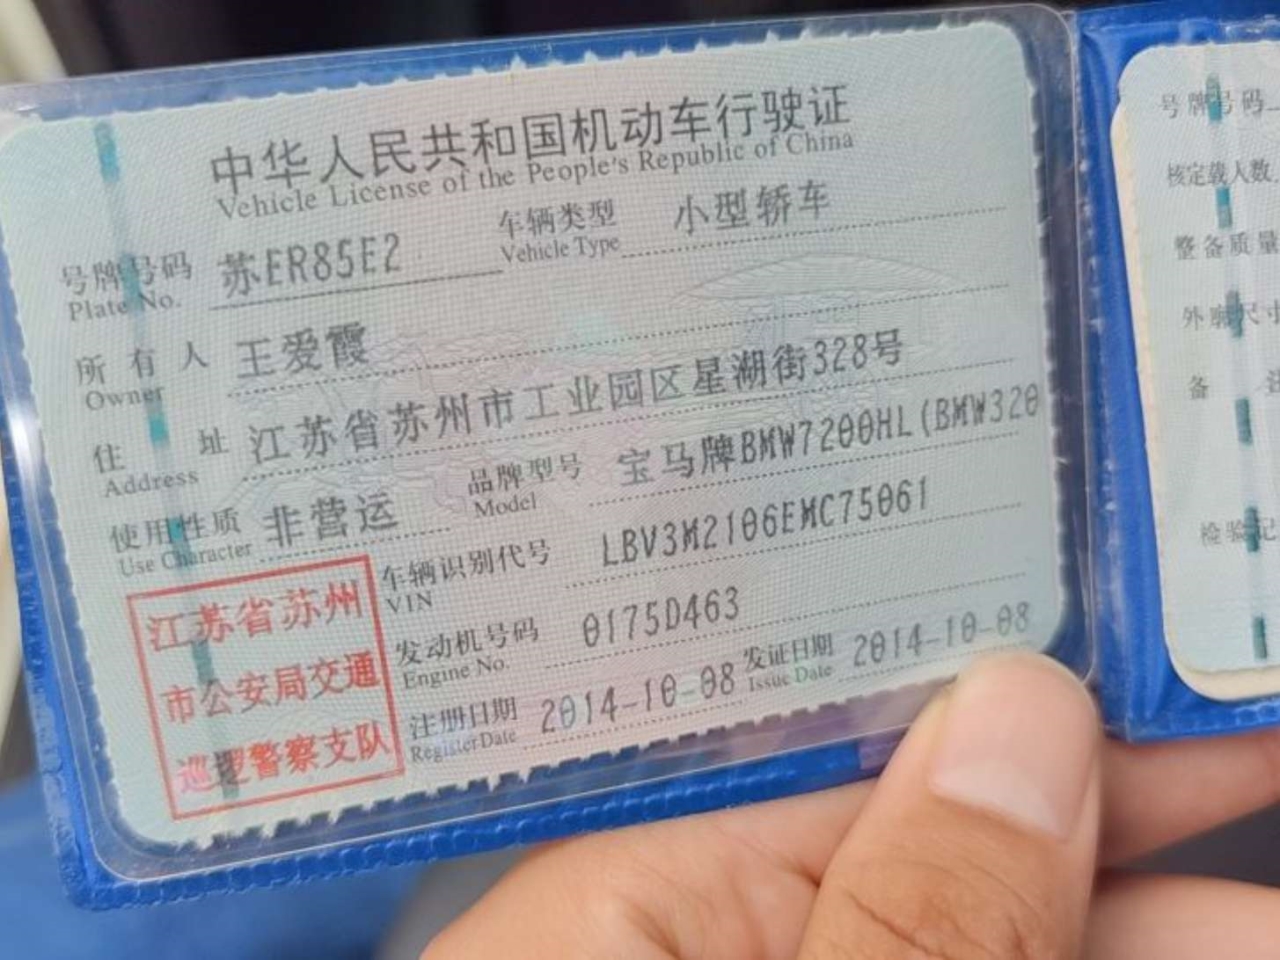 中华人民共和国机动车行驶证
Vehicle License of the People's Republic of China
号牌号码 苏ER85E2 车辆类型 小型轿车
Plate No. Vehicle Type
所有人 王爱霞
Owner
住址 江苏省苏州市工业园区星湖街328号
Address
使用性质 非营运 品牌型号 宝马牌BMW7200HL(BMW320
Use Character Model
车辆识别代号 LBV3M2106EMC75061
VIN
发动机号码 0175D463
Engine No.
注册日期 2014-10-08 发证日期 2014-10-08
Register Date Issue Date
江苏省苏州
市公安局交通
巡逻警察支队
号牌号码
核定载人数
整备质量
外廓尺寸
备
检验记